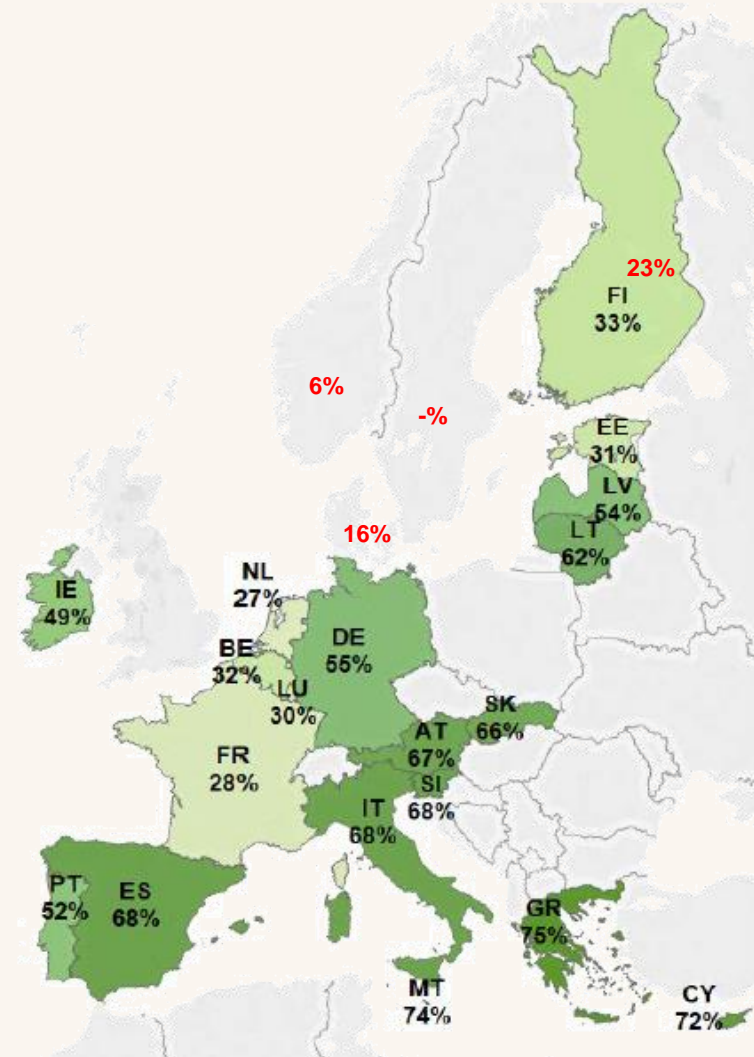 23%
FI
33%
6%
-%
EE
31%
LV
54%
LT
62%
16%
NL
27%
IE
49%
DE
55%
BE
32%
LU
30%
SK
66%
AT
67%
FR
28%
SI
68%
IT
68%
PT
52%
ES
68%
GR
75%
MT
74%
CY
72%